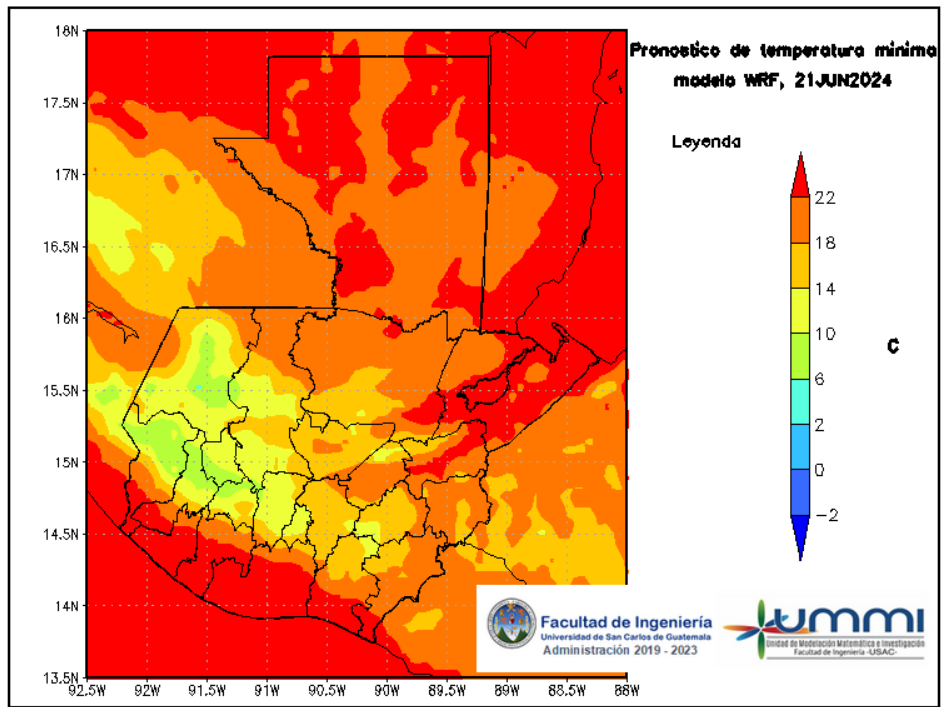 Pronostico de temperatura minima
modelo WRF, 21JUN2024
Leyenda
22
18
14
10
6
2
0
-2
C
18N
17.5N
17N
16.5N
16N
15.5N
15N
14.5N
14N
13.5N
92.5W 92W 91.5W 91W 90.5W 90W 89.5W 89W 88.5W 88W
Facultad de Ingeniería
Universidad de San Carlos de Guatemala
Administración 2019 - 2023
UMMI
Unidad de Modelación Matemática e Investigación
Facultad de Ingeniería -USAC-